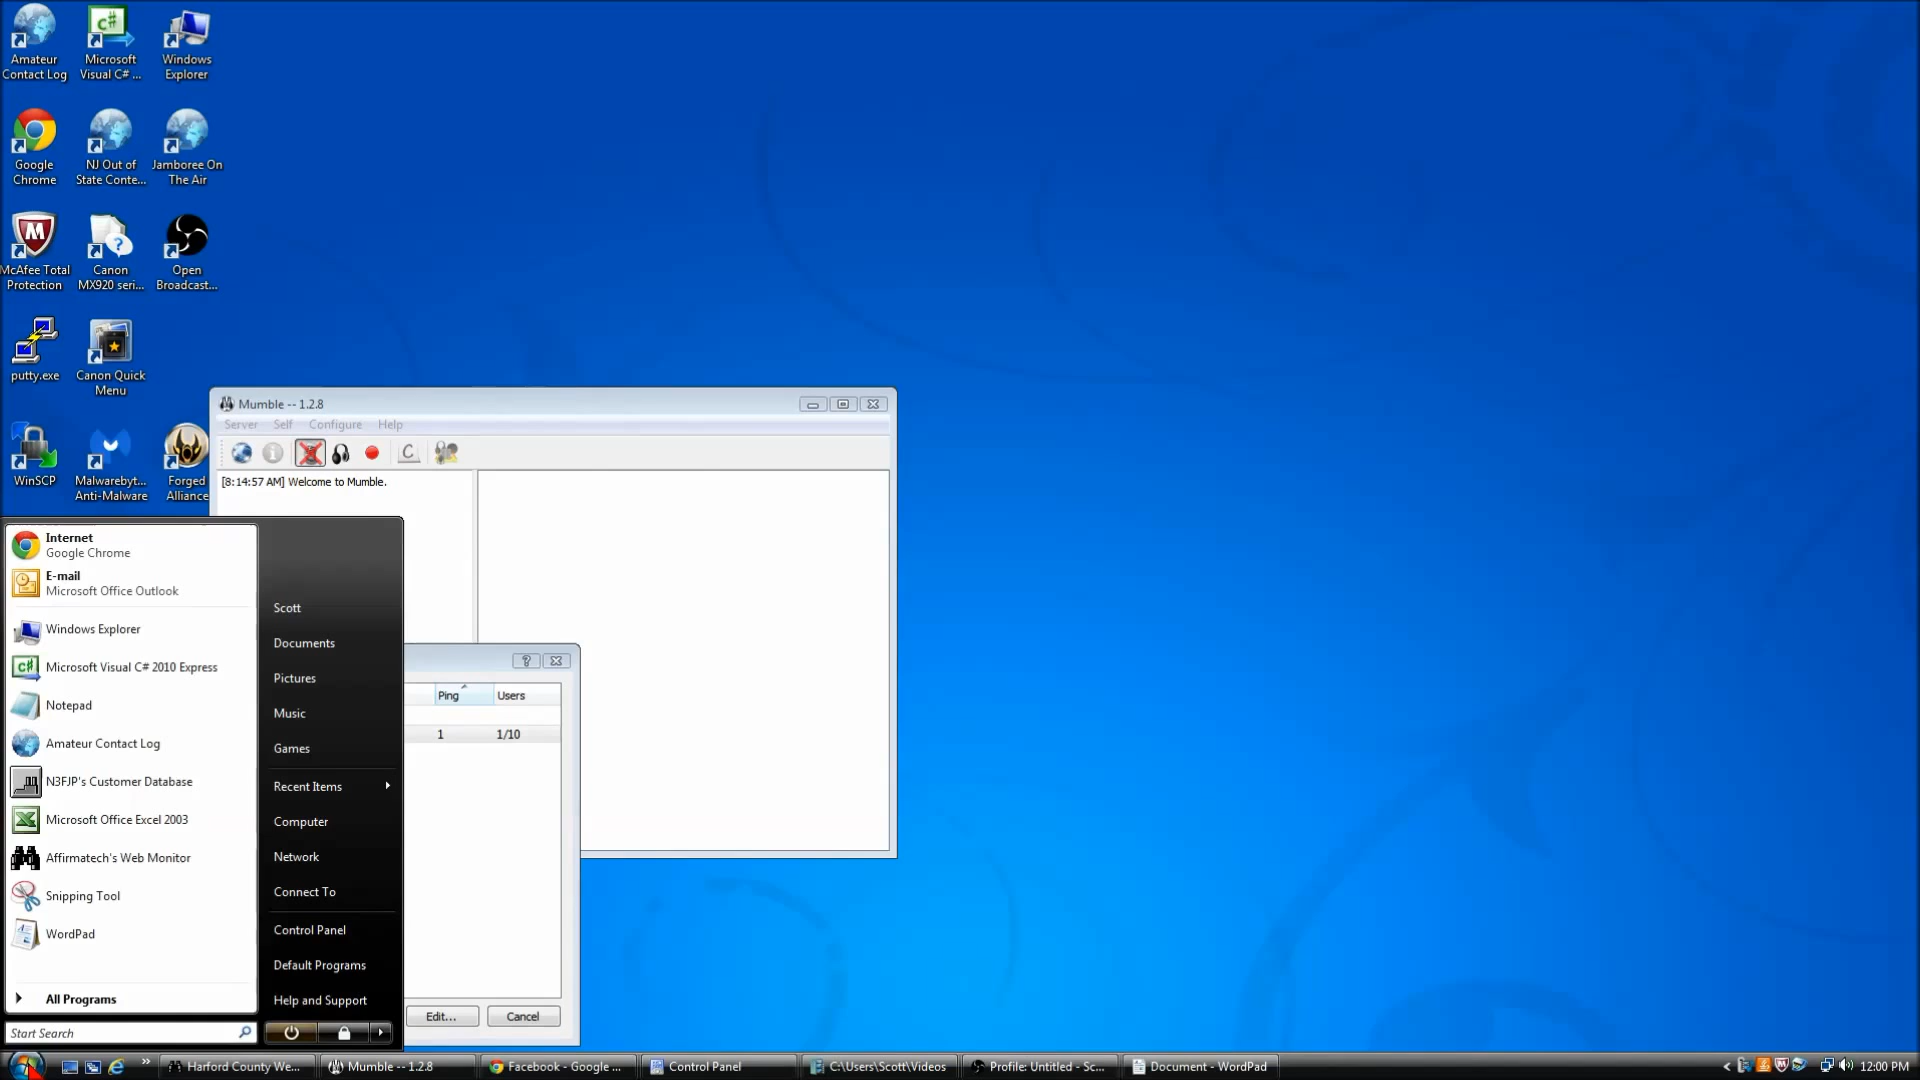 Amateur
Contact Log
Microsoft
Visual C# ...
Windows
Explorer
Google
Chrome
NJ Out of
State Conte...
Jamboree On
The Air
McAfee Total
Protection
Canon
MX920 seri...
Open
Broadcast...
putty.exe
Canon Quick
Menu
WinSCP
Malwarebyt...
Anti-Malware
Forged
Alliance
Mumble -- 1.2.8
Server Self Configure Help
[8:14:57 AM] Welcome to Mumble.
Ping Users
1 1/10
Edit... Cancel
Internet
Google Chrome
E-mail
Microsoft Office Outlook
Windows Explorer
Microsoft Visual C# 2010 Express
Notepad
Amateur Contact Log
N3FJP's Customer Database
Microsoft Office Excel 2003
Affirmatech's Web Monitor
Snipping Tool
WordPad
All Programs
Start Search
Scott
Documents
Pictures
Music
Games
Recent Items
Computer
Network
Connect To
Control Panel
Default Programs
Help and Support
Harford County We... Mumble -- 1.2.8 Facebook - Google ... Control Panel C:\Users\Scott\Videos Profile: Untitled - Sc... Document - WordPad 12:00 PM